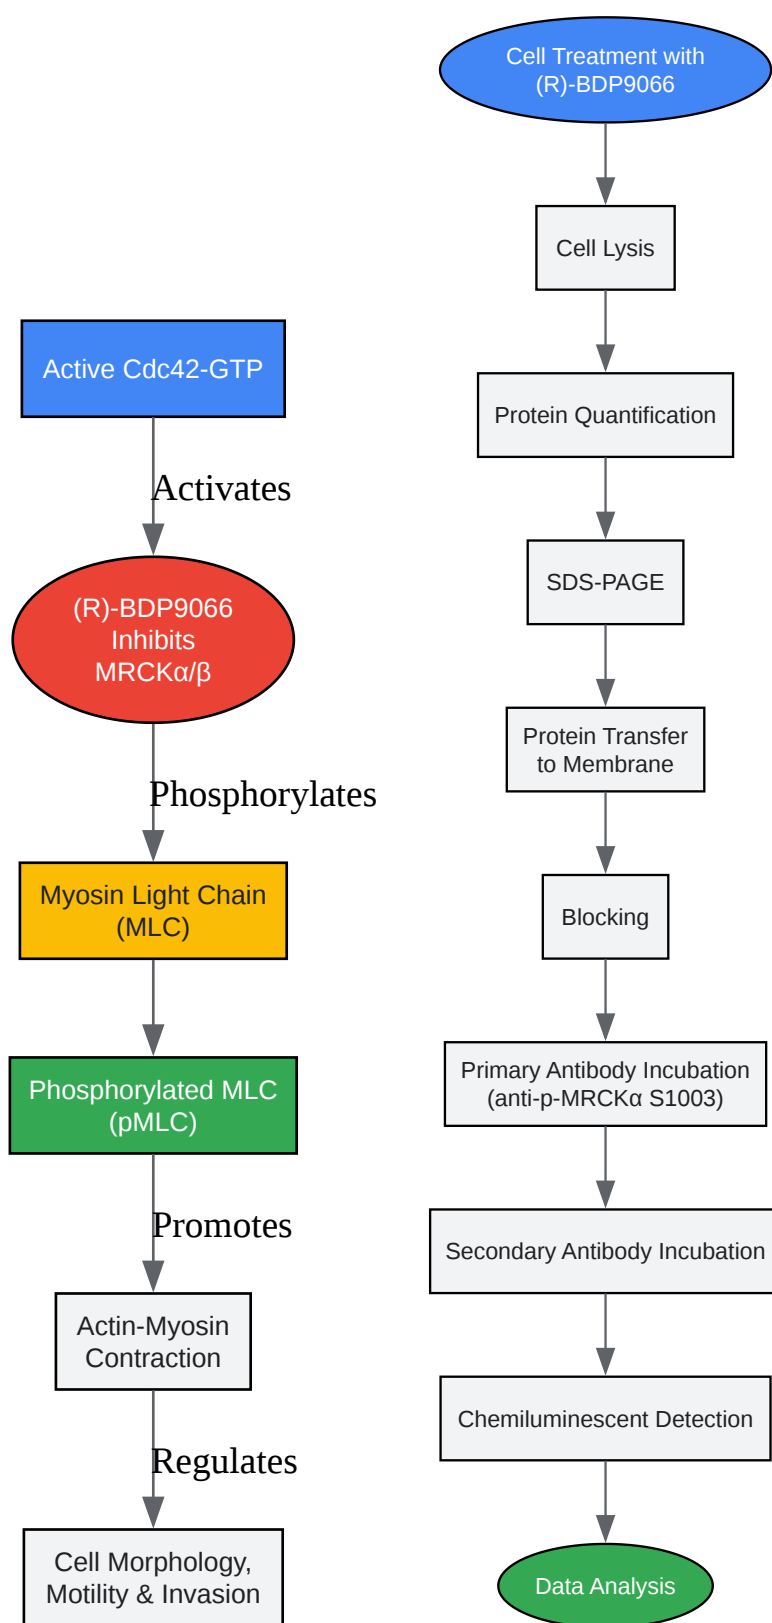 Active Cdc42-GTP
Activates
(R)-BDP9066
Inhibits
MRCKα/β
Phosphorylates
Myosin Light Chain
(MLC)
Phosphorylated MLC
(pMLC)
Promotes
Actin-Myosin
Contraction
Regulates
Cell Morphology,
Motility & Invasion
Cell Treatment with
(R)-BDP9066
Cell Lysis
Protein Quantification
SDS-PAGE
Protein Transfer
to Membrane
Blocking
Primary Antibody Incubation
(anti-p-MRCKα S1003)
Secondary Antibody Incubation
Chemiluminescent Detection
Data Analysis